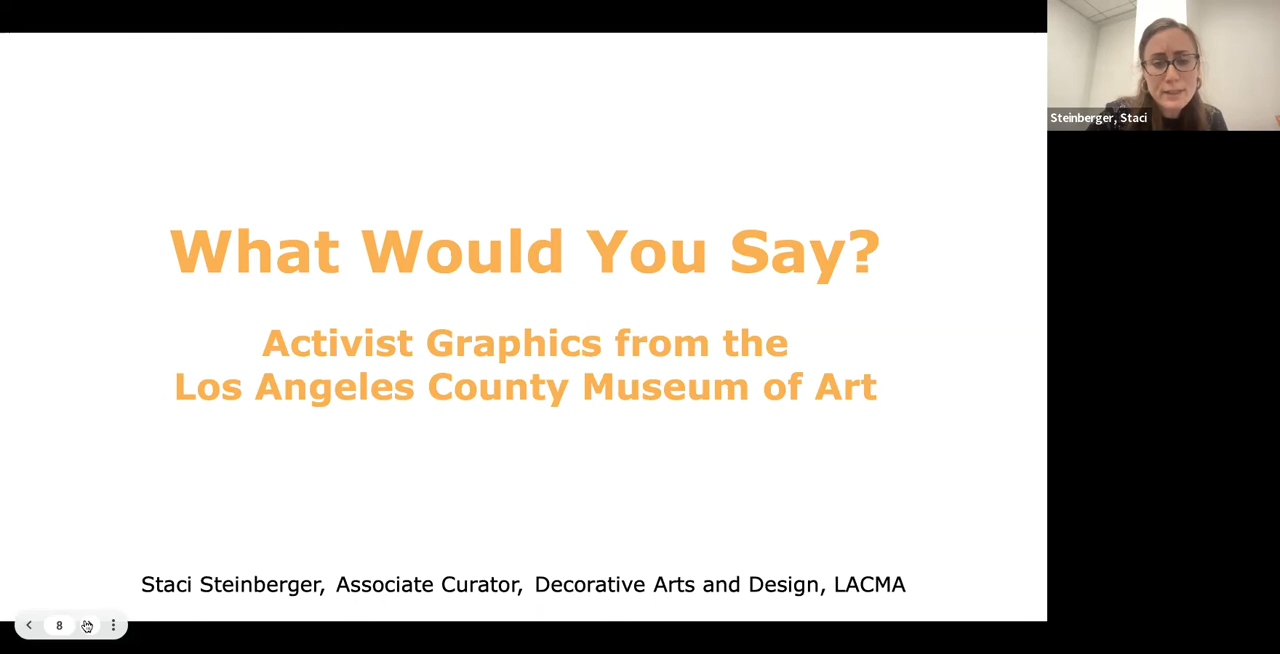 Steinberger, Staci
What Would You Say?
Activist Graphics from the
Los Angeles County Museum of Art
Staci Steinberger, Associate Curator, Decorative Arts and Design, LACMA
8